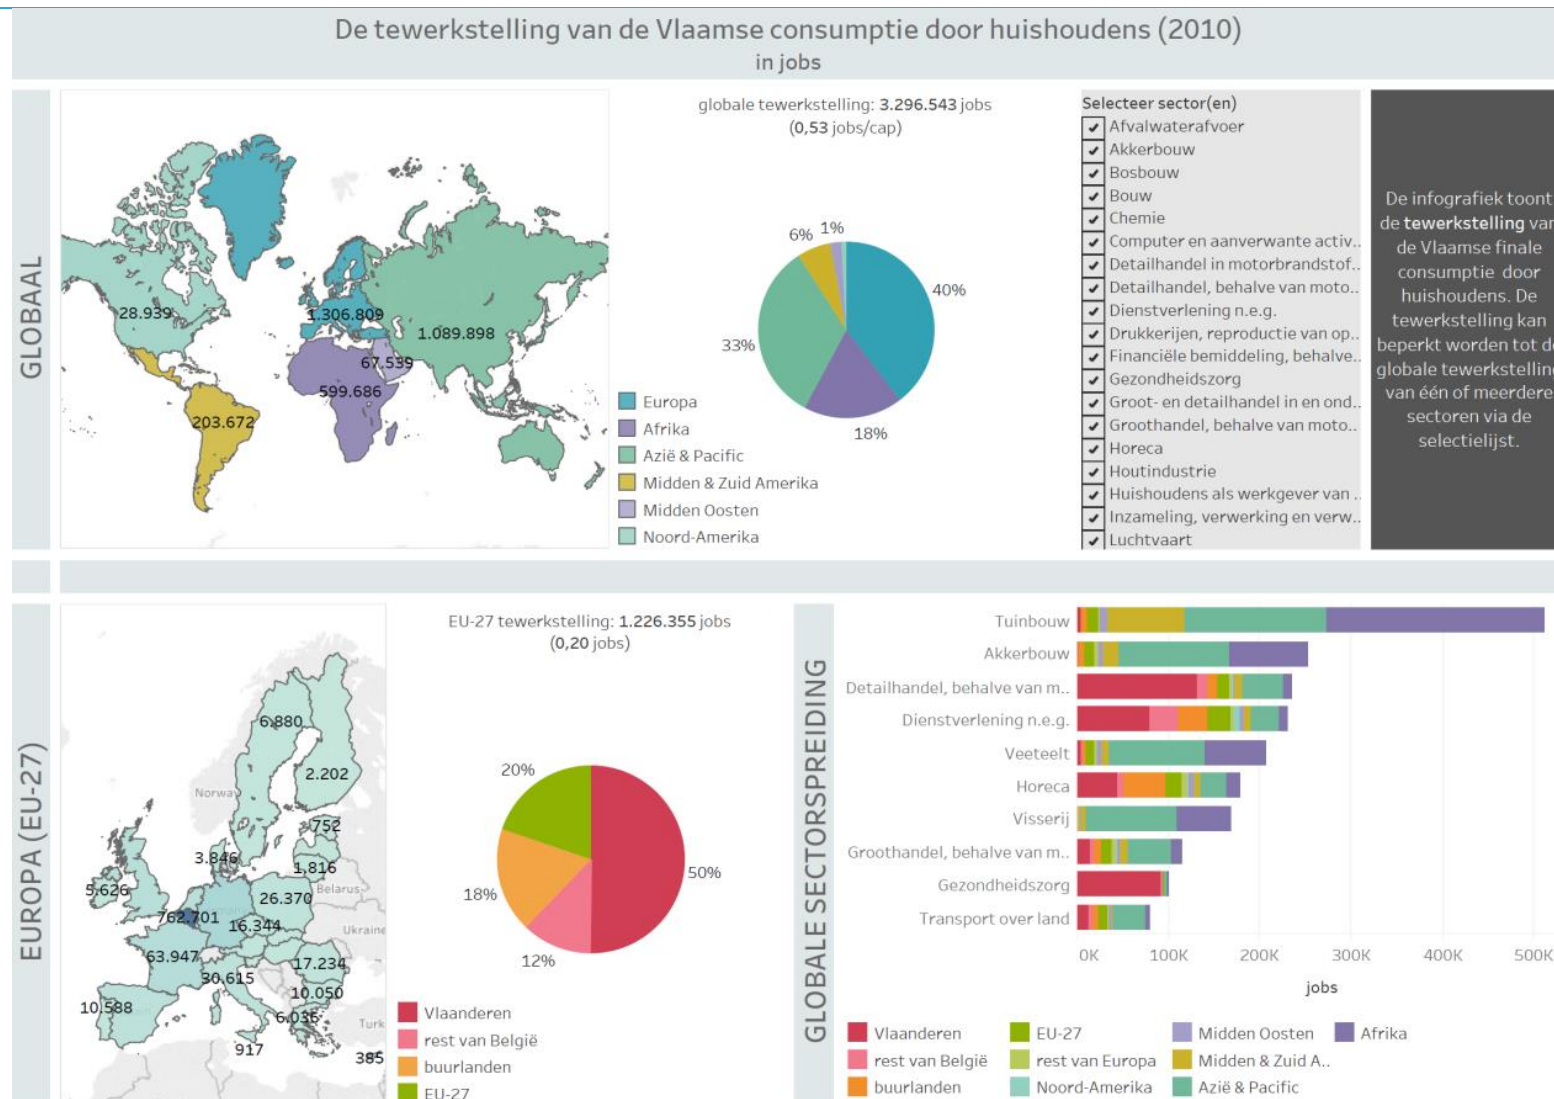 De tewerkstelling van de Vlaamse consumptie door huishoudens (2010)
in jobs
GLOBAAL
28.939
1.306.809
1.089.898
67.539
599.686
203.672
globale tewerkstelling: 3.296.543 jobs
(0,53 jobs/cap)
6%
1%
40%
33%
18%
Europa
Afrika
Azië & Pacific
Midden & Zuid Amerika
Midden Oosten
Noord-Amerika
Selecteer sector(en)
Afvalwaterafvoer
Akkerbouw
Bosbouw
Bouw
Chemie
Computer en aanverwante activ..
Detailhandel in motorbrandstof..
Detailhandel, behalve van moto..
Dienstverlening n.e.g.
Drukkerijen, reproductie van op..
Financiële bemiddeling, behalve..
Gezondheidszorg
Groot- en detailhandel in en ond..
Groothandel, behalve van moto..
Horeca
Houtindustrie
Huishoudens als werkgever van ..
Inzameling, verwerking en verw..
Luchtvaart
De infografiek toont
de tewerkstelling van
de Vlaamse finale
consumptie door
huishoudens. De
tewerkstelling kan
beperkt worden tot de
globale tewerkstelling
van één of meerdere
sectoren via de
selectielijst.
EUROPA (EU-27)
6.880
2.202
Norway
752
3.846
1.816
Belarus
5.626
26.370
762.701
16.344
Ukraine
63.947
17.234
30.615
10.050
10.588
6.036
Turk
917
385
EU-27 tewerkstelling: 1.226.355 jobs
(0,20 jobs)
20%
50%
18%
12%
Vlaanderen
rest van België
buurlanden
EU-27
GLOBALE SECTORSPREIDING
Tuinbouw
Akkerbouw
Detailhandel, behalve van m..
Dienstverlening n.e.g.
Veeteelt
Horeca
Visserij
Groothandel, behalve van m..
Gezondheidszorg
Transport over land
0K 100K 200K 300K 400K 500K
jobs
Vlaanderen EU-27 Midden Oosten Afrika
rest van België rest van Europa Midden & Zuid A..
buurlanden Noord-Amerika Azië & Pacific